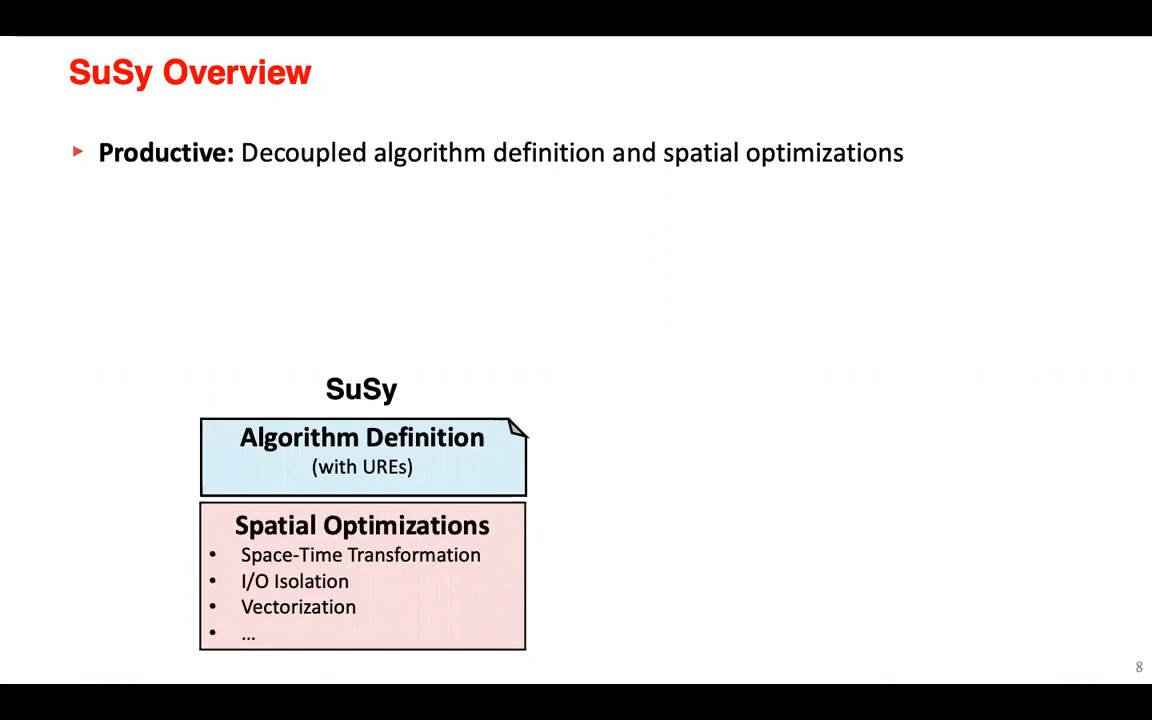 SuSy Overview
Productive: Decoupled algorithm definition and spatial optimizations
SuSy
Algorithm Definition
(with UREs)
Spatial Optimizations
• Space-Time Transformation
• I/O Isolation
• Vectorization
• ...
8